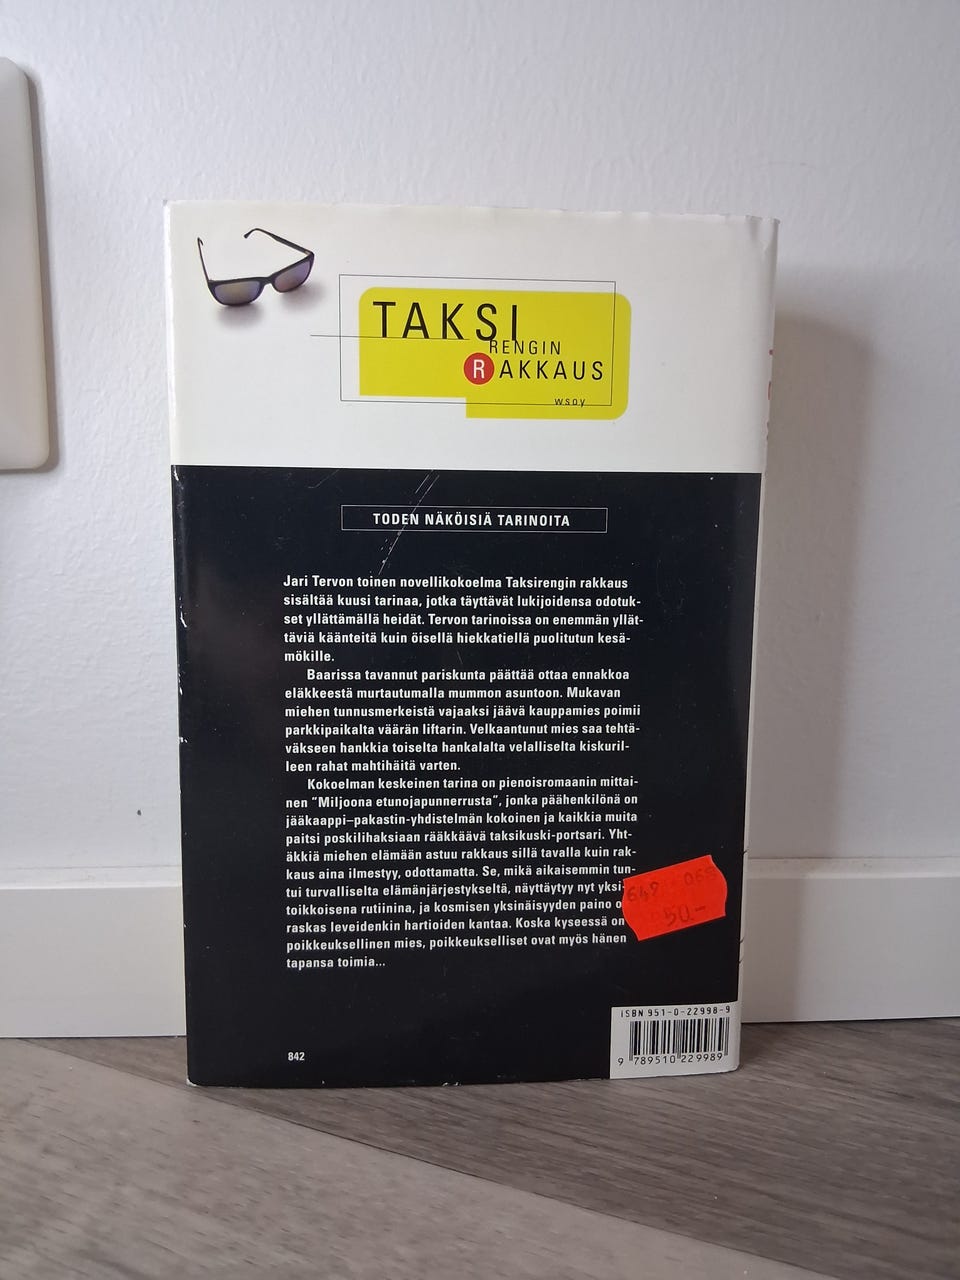 TAKSI
RENGIN
RAKKAUS
wsoy
TODEN NÄKÖISIÄ TARINOITA
Jari Tervon toinen novellikokoelma Taksirengin rakkaus
sisältää kuusi tarinaa, jotka täyttävät lukijoidensa odotuk-
set yllättämällä heidät. Tervon tarinoissa on enemmän yllät-
täviä käänteitä kuin öisellä hiekkatiellä puolitutun kesä-
mökille.
Baarissa tavannut pariskunta päättää ottaa ennakkoa
eläkkeestä murtautumalla mummon asuntoon. Mukavan
miehen tunnusmerkeistä vajaaksi jäävä kauppamies poimii
parkkipaikalta väärän liftarin. Velkaantunut mies saa tehtä-
väkseen hankkia toiselta hankalalta velalliselta kiskuril-
leen rahat mahtihäitä varten.
Kokoelman keskeinen tarina on pienoisromaanin mittai-
nen "Miljoona etunojapunnerrusta", jonka päähenkilönä on
jääkaappi–pakastin-yhdistelmän kokoinen ja kaikkia muita
paitsi poskilihaksiaan rääkkäävä taksikuski-portsari. Yht-
äkkiä miehen elämään astuu rakkaus sillä tavalla kuin rak-
kaus aina ilmestyy, odottamatta. Se, mikä aikaisemmin tun-
tui turvalliselta elämänjärjestykseltä, näyttäytyy nyt yksi-
toikkoisena rutiinina, ja kosmisen yksinäisyyden paino o
raskas leveidenkin hartioiden kantaa. Koska kyseessä on
poikkeuksellinen mies, poikkeukselliset ovat myös hänen
tapansa toimia...
649 065
50.-
842
ISBN 951-0-22998-9
9 789510 229989